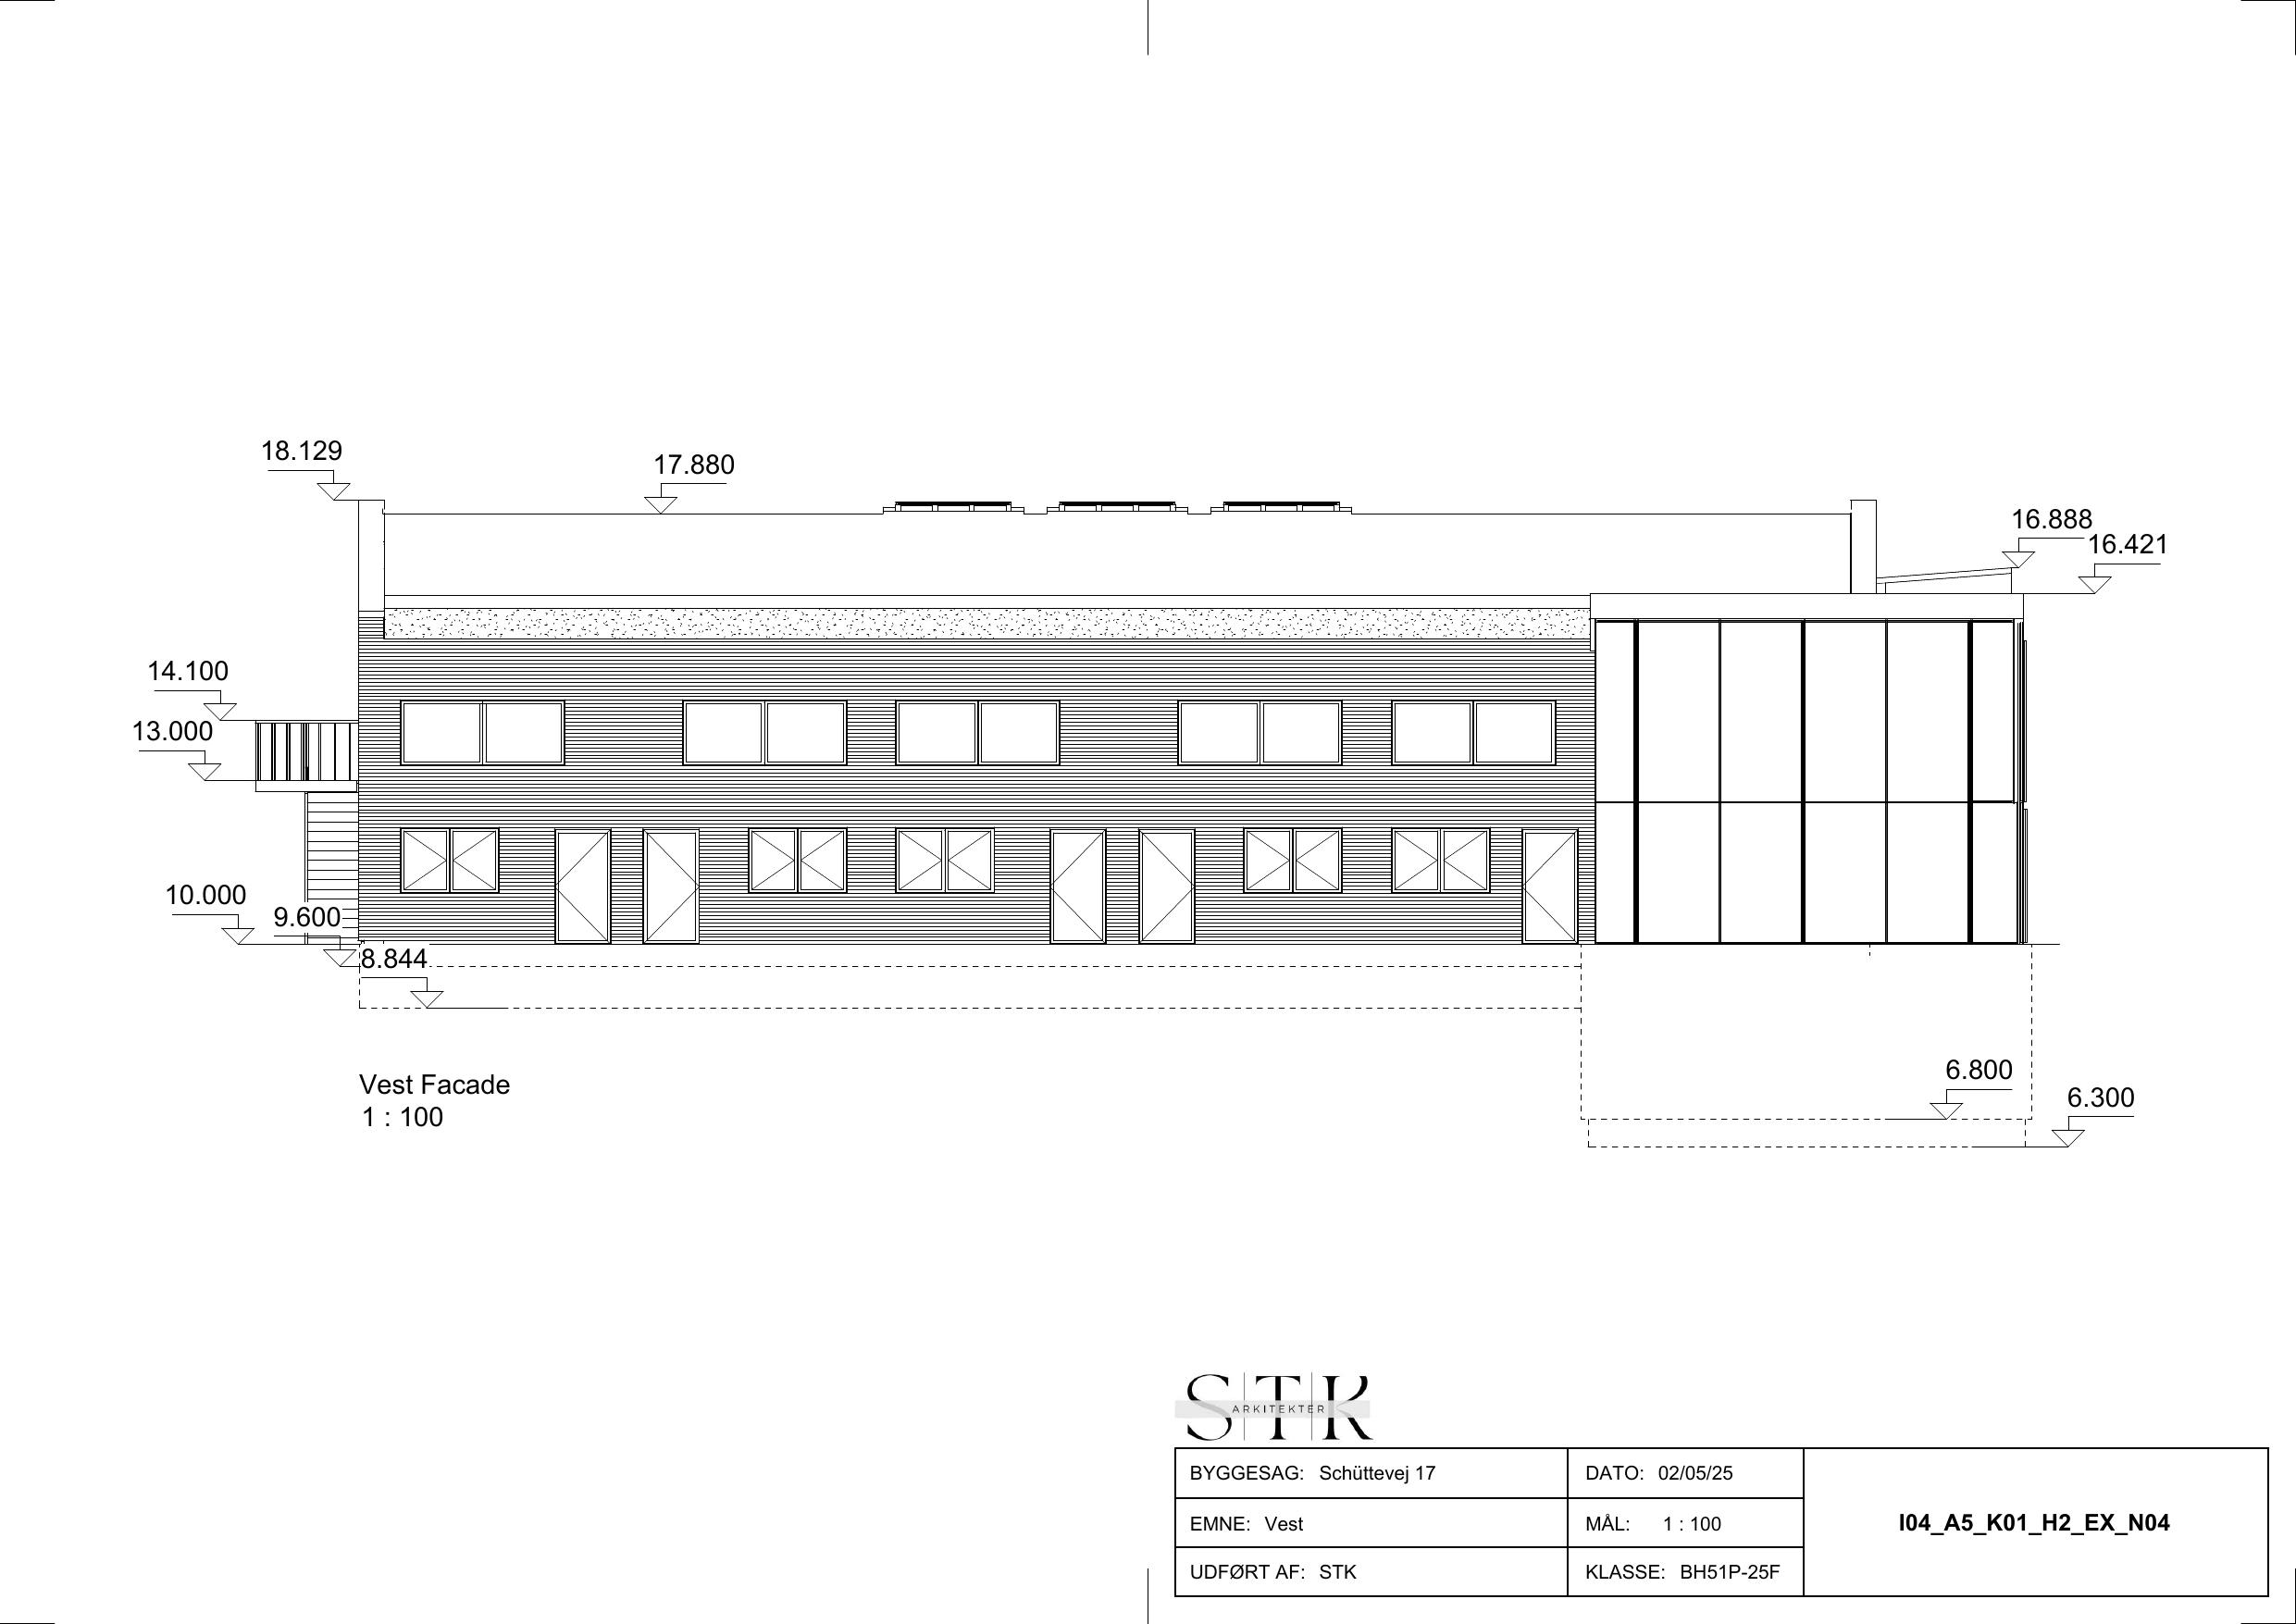 18.129
17.880
16.888
16.421
14.100
13.000
10.000
9.600
8.844
6.800
6.300
Vest Facade
1 : 100
STK
ARKITEKTER
BYGGESAG: Schüttevej 17
DATO: 02/05/25
EMNE: Vest
MÅL: 1 : 100
I04_A5_K01_H2_EX_N04
UDFØRT AF: STK
KLASSE: BH51P-25F